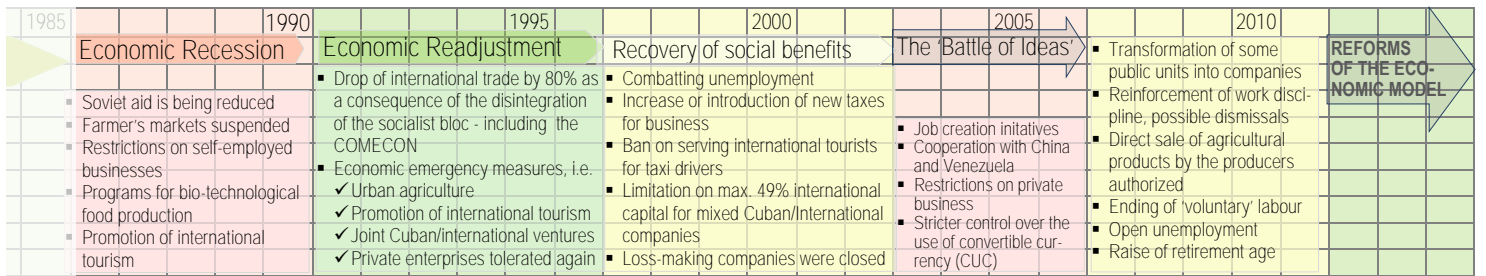 1985
1990
1995
2000
2005
2010
Economic Recession
▪ Soviet aid is being reduced
▪ Farmer's markets suspended
▪ Restrictions on self-employed
businesses
▪ Programs for bio-technological
food production
▪ Promotion of international
tourism
Economic Readjustment
▪ Drop of international trade by 80% as
a consequence of the disintegration
of the socialist bloc - including the
COMECON
▪ Economic emergency measures, i.e.
✓ Urban agriculture
✓ Promotion of international tourism
✓ Joint Cuban/international ventures
✓ Private enterprises tolerated again
Recovery of social benefits
▪ Combatting unemployment
▪ Increase or introduction of new taxes
for business
▪ Ban on serving international tourists
for taxi drivers
▪ Limitation on max. 49% international
capital for mixed Cuban/International
companies
▪ Loss-making companies were closed
The 'Battle of Ideas'
▪ Job creation initatives
▪ Cooperation with China
and Venezuela
▪ Restrictions on private
business
▪ Stricter control over the
use of convertible cur-
rency (CUC)
▪ Transformation of some
public units into companies
▪ Reinforcement of work disci-
pline, possible dismissals
▪ Direct sale of agricultural
products by the producers
authorized
▪ Ending of 'voluntary' labour
▪ Open unemployment
▪ Raise of retirement age
REFORMS
OF THE ECO-
NOMIC MODEL